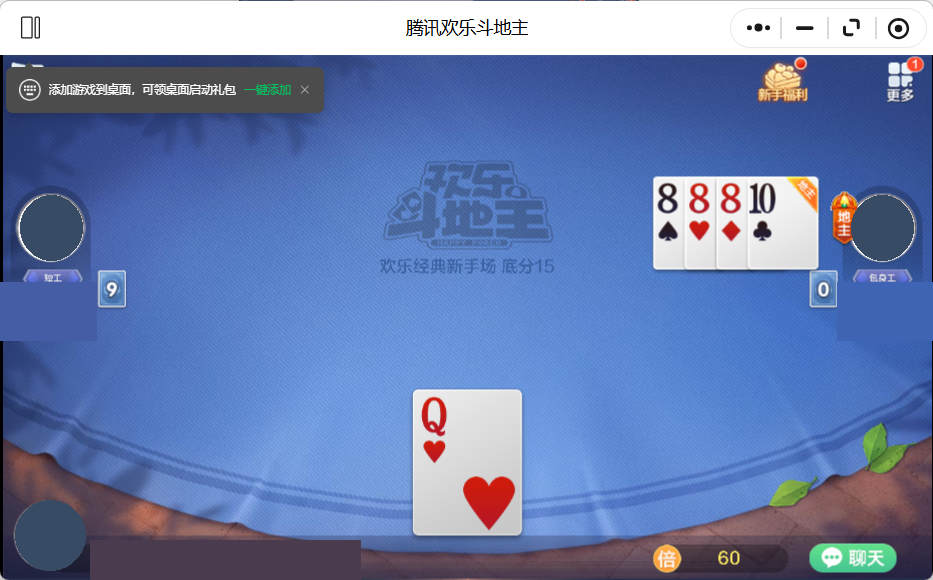 腾讯欢乐斗地主
添加游戏到桌面，可领桌面启动礼包 一键添加 ×
新手福利
1
更多
欢乐
斗地主
HAPPY POKER
欢乐经典新手场 底分15
8 8 8 10 地主
地主
短工
包身工
9
0
Q
倍 60
聊天